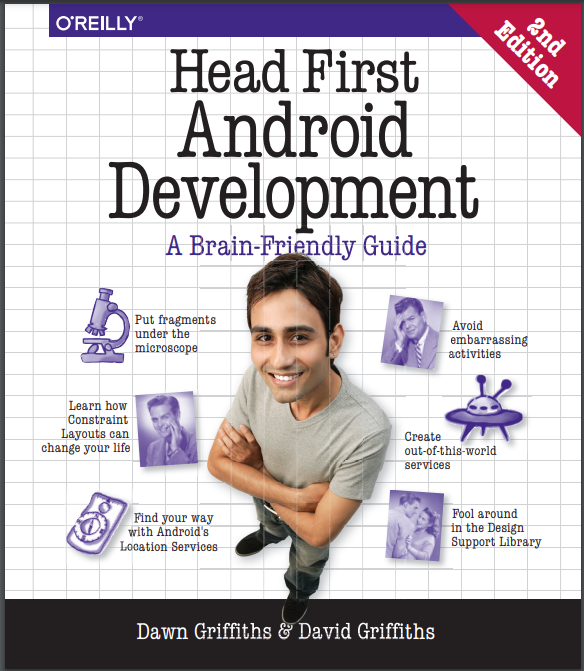 O'REILLY®
2nd
Edition
Head First
Android
Development
A Brain-Friendly Guide
Put fragments
under the
microscope
Avoid
embarrassing
activities
Learn how
Constraint
Layouts can
change your life
Create
out-of-this-world
services
Find your way
with Android's
Location Services
Fool around
in the Design
Support Library
Dawn Griffiths & David Griffiths